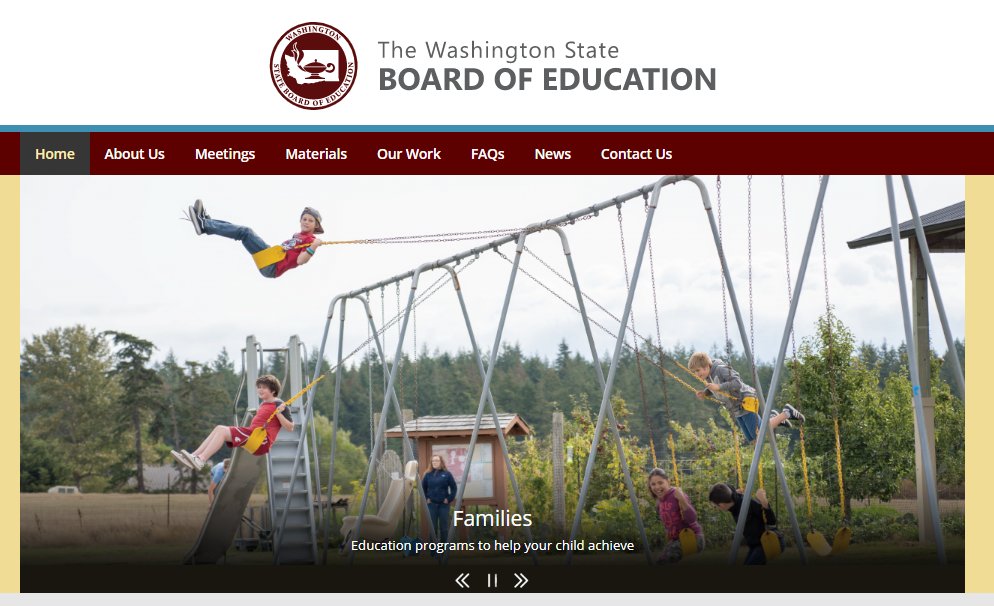 WASHINGTON
STATE BOARD OF EDUCATION
The Washington State
BOARD OF EDUCATION
Home About Us Meetings Materials Our Work FAQs News Contact Us
Families
Education programs to help your child achieve